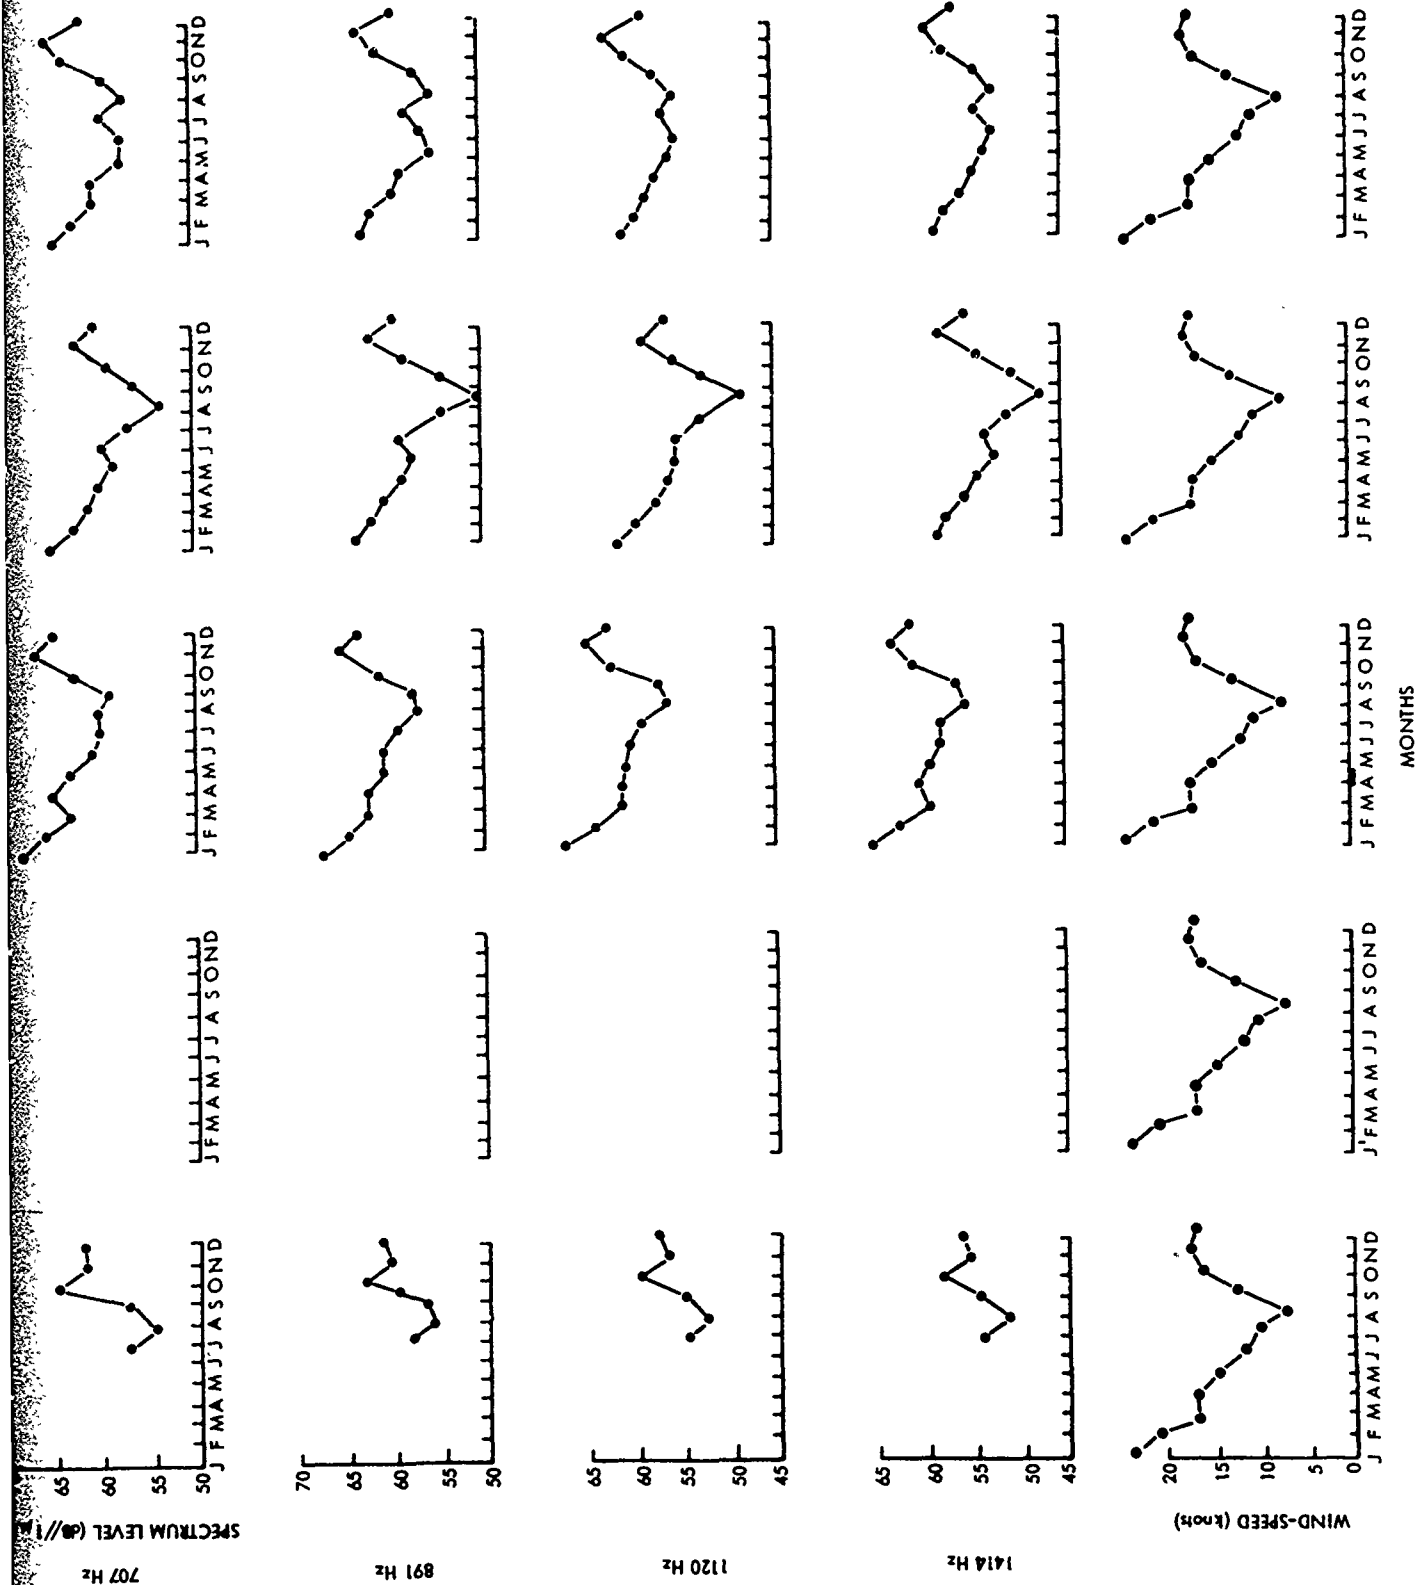 707 Hz
SPECTRUM LEVEL (dB//1
65
60
55
50
J F M A M J J A S O N D
J F M A M J J A S O N D
J F M A M J J A S O N D
J F M A M J J A S O N D
J F M A M J J A S O N D
891 Hz
70
65
60
55
50
1120 Hz
65
60
55
50
45
1414 Hz
65
60
55
50
45
WIND-SPEED (knots)
20
15
10
5
0
J F M A M J J A S O N D
J F M A M J J A S O N D
J F M A M J J A S O N D
J F M A M J J A S O N D
J F M A M J J A S O N D
MONTHS